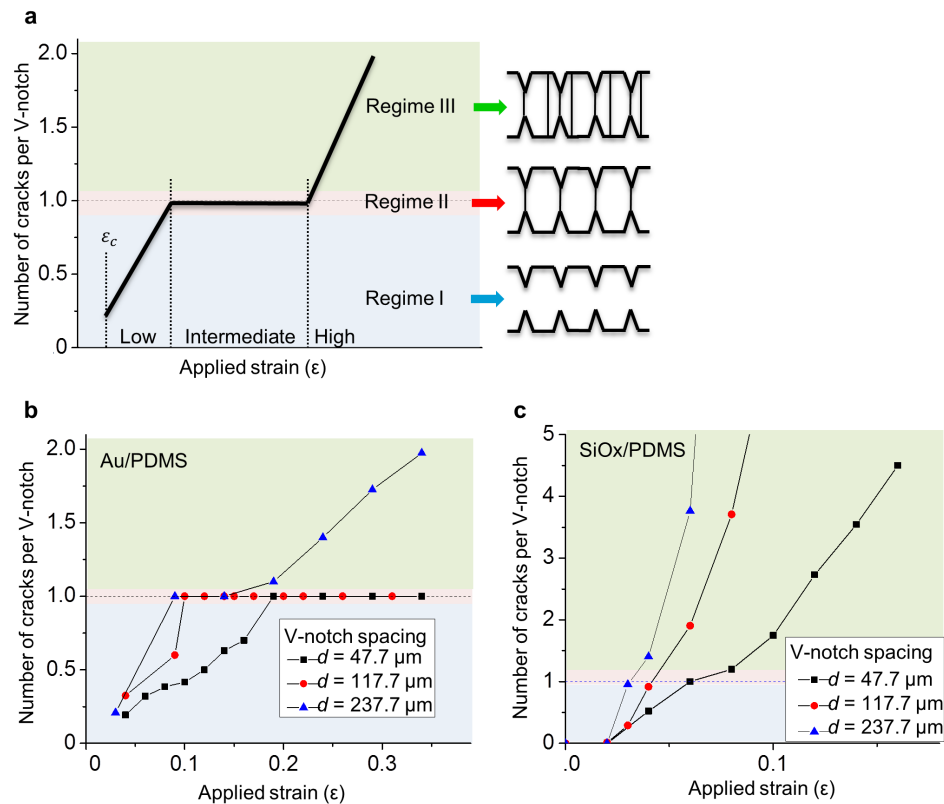 a
2.0
1.5
1.0
0.5
0
Number of cracks per V-notch
εc
Low
Intermediate
High
Applied strain (ε)
Regime III
Regime II
Regime I
b
2.0
1.5
1.0
0.5
0
Number of cracks per V-notch
Au/PDMS
V-notch spacing
d = 47.7 µm
d = 117.7 µm
d = 237.7 µm
0
0.1
0.2
0.3
Applied strain (ε)
c
5
4
3
2
1
0
Number of cracks per V-notch
SiOx/PDMS
V-notch spacing
d = 47.7 µm
d = 117.7 µm
d = 237.7 µm
.0
0.1
Applied strain (ε)